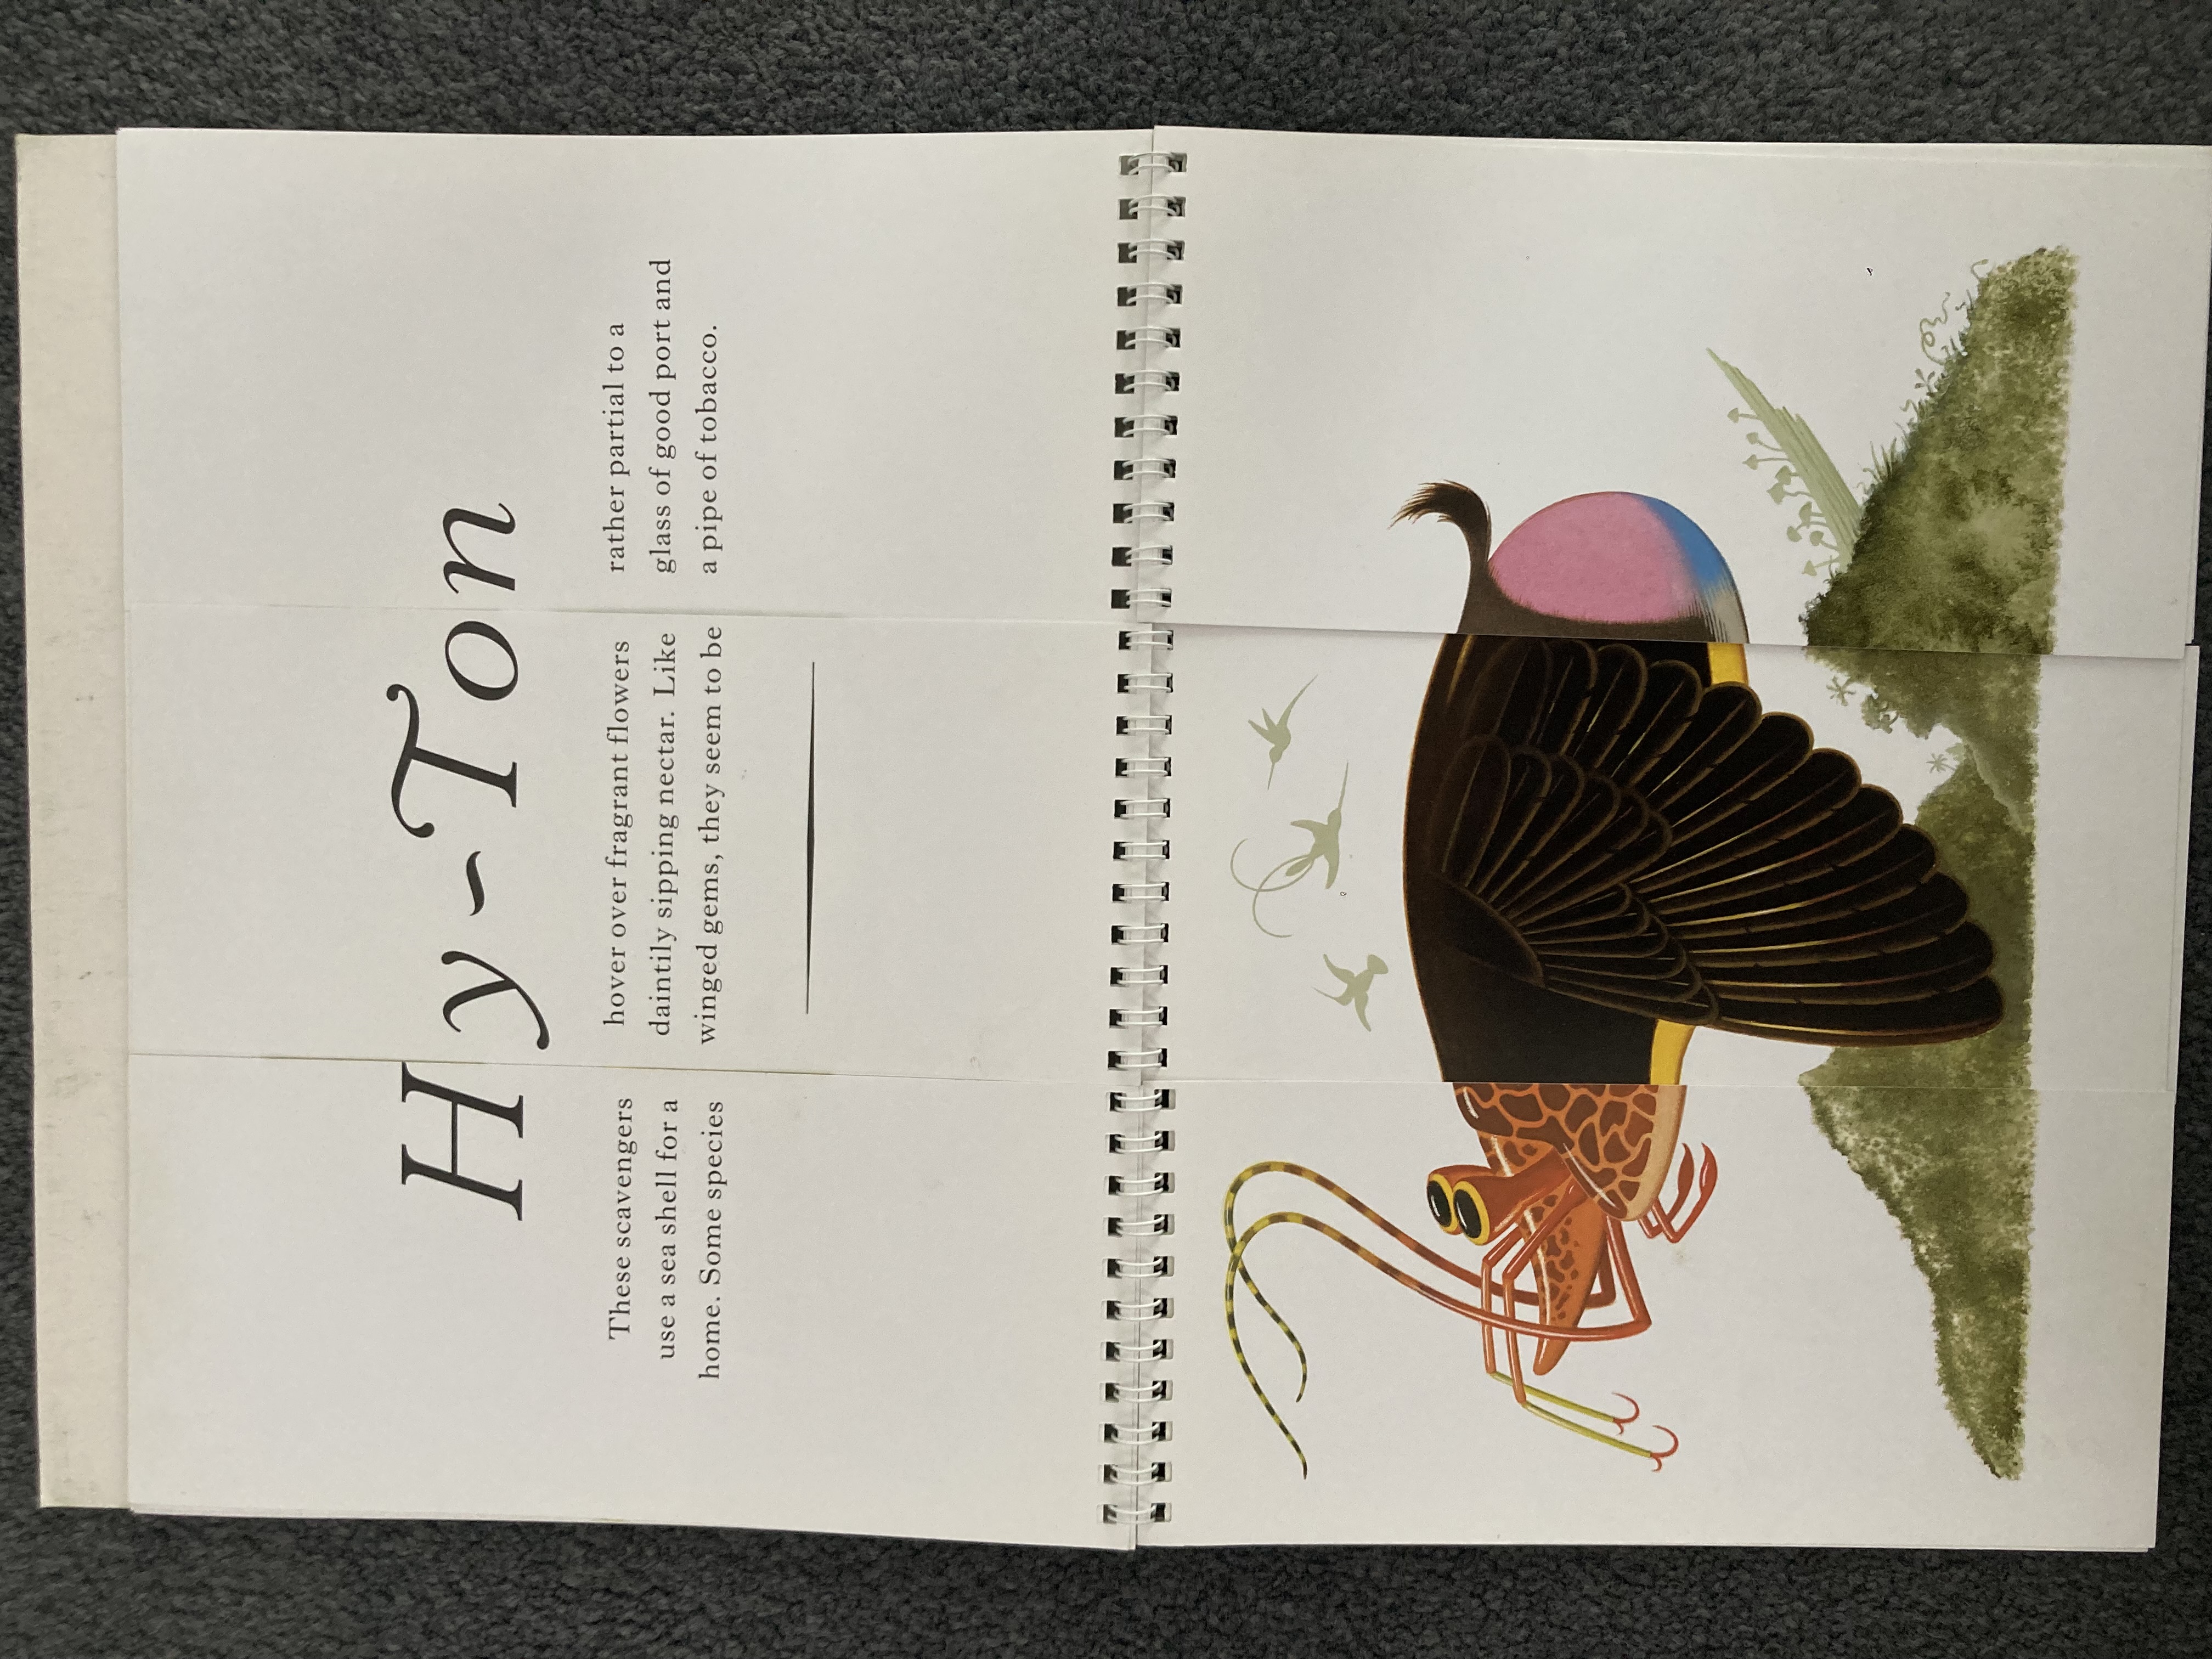 Hy-Ton
These scavengers hover over fragrant flowers rather partial to a
use a sea shell for a daintily sipping nectar. Like glass of good port and
home. Some species winged gems, they seem to be a pipe of tobacco.